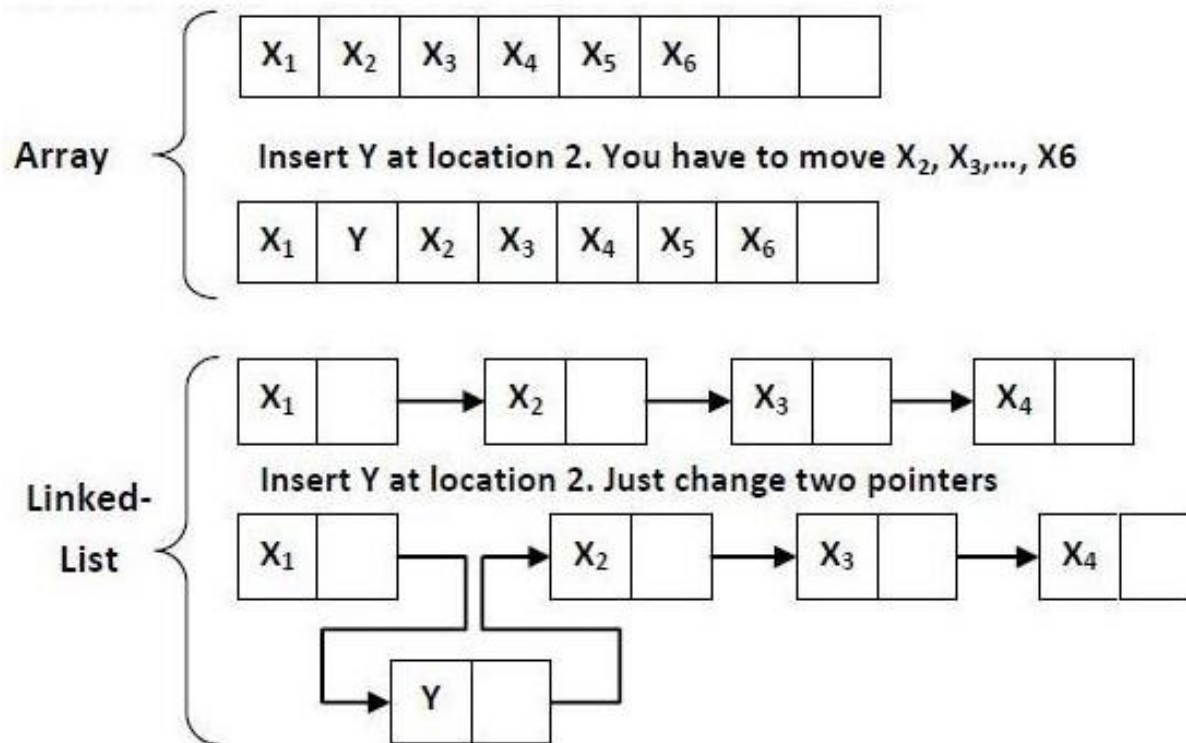 X₁ X₂ X₃ X₄ X₅ X₆
Array
Insert Y at location 2. You have to move X₂, X₃,..., X6
X₁ Y X₂ X₃ X₄ X₅ X₆
X₁ X₂ X₃ X₄
Insert Y at location 2. Just change two pointers
Linked-
List
X₁ X₂ X₃ X₄
Y